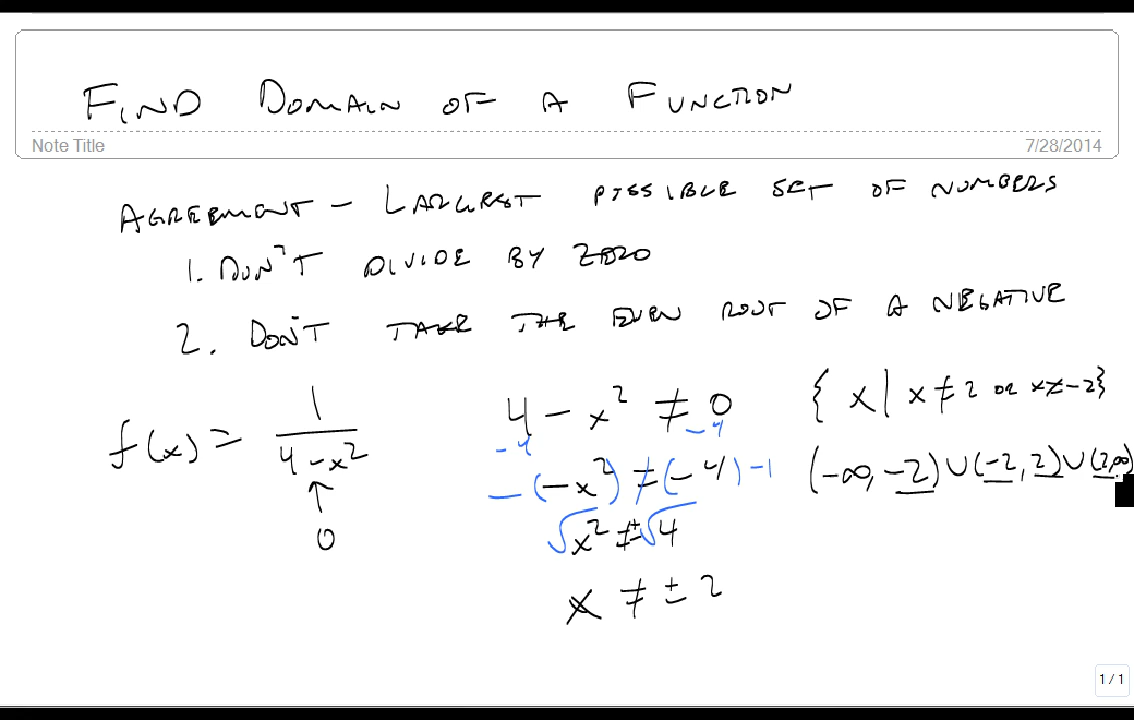 FIND DOMAIN OF A FUNCTION
Note Title 7/28/2014
AGREEMENT - LARGEST POSSIBLE SET OF NUMBERS
1. DON'T DIVIDE BY ZERO
2. DON'T TAKE THE EVEN ROOT OF A NEGATIVE
f(x) = 1/(4-x²)
↑
0
4 - x² ≠ 0
-4 -4
-(-x²) ≠ (-4)-1
√x² ≠ ±√4
x ≠ ±2
{x | x ≠ 2 or x ≠ -2}
(-∞, -2) ∪ (-2, 2) ∪ (2, ∞)
1 / 1